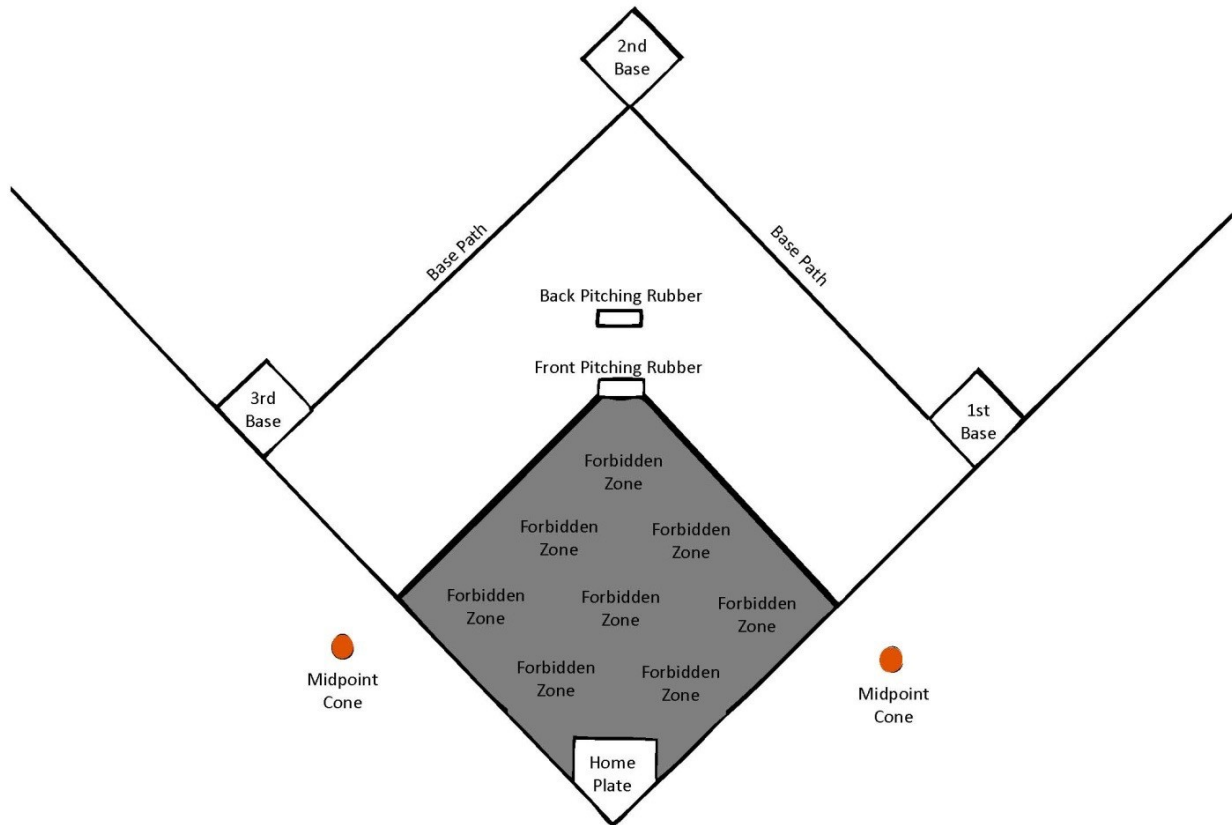 2nd
Base
Base Path
Base Path
Back Pitching Rubber
Front Pitching Rubber
3rd
Base
1st
Base
Forbidden
Zone
Forbidden
Zone
Forbidden
Zone
Forbidden
Zone
Forbidden
Zone
Forbidden
Zone
Forbidden
Zone
Forbidden
Zone
Midpoint
Cone
Midpoint
Cone
Home
Plate